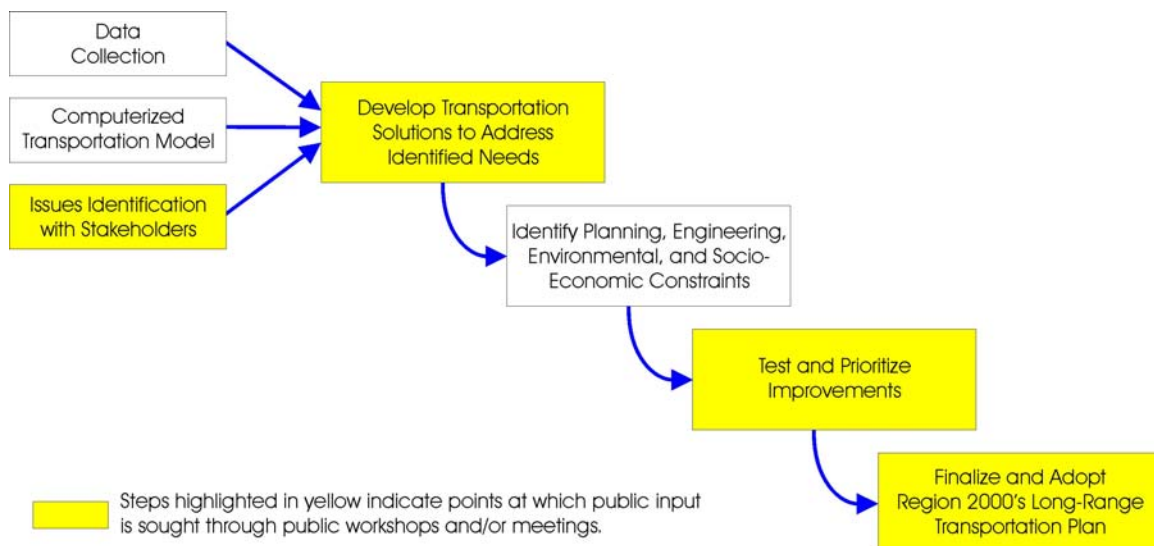 Data
Collection
Computerized
Transportation Model
Issues Identification
with Stakeholders
Develop Transportation
Solutions to Address
Identified Needs
Identify Planning, Engineering,
Environmental, and Socio-
Economic Constraints
Test and Prioritize
Improvements
Finalize and Adopt
Region 2000's Long-Range
Transportation Plan
Steps highlighted in yellow indicate points at which public input
is sought through public workshops and/or meetings.